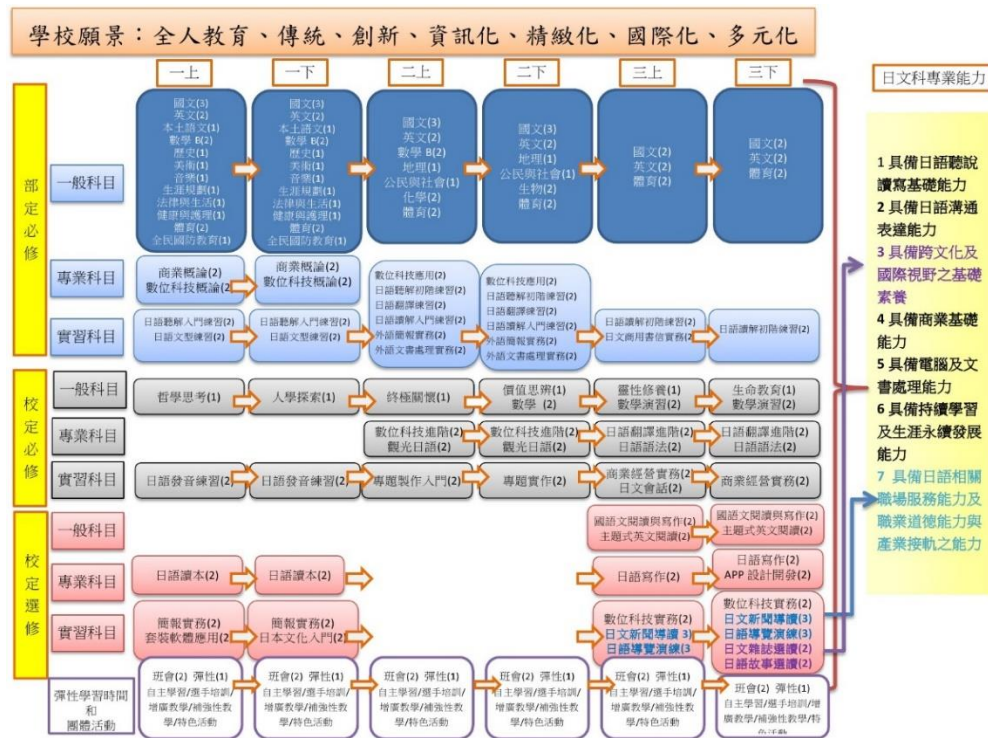 學校願景：全人教育、傳統、創新、資訊化、精緻化、國際化、多元化
一上
一下
二上
二下
三上
三下
日文科專業能力
部定必修
一般科目
國文(3)
英文(2)
本土語文(1)
數學 B(2)
歷史(1)
美術(1)
音樂(1)
生涯規劃(1)
法律與生活(1)
健康與護理(1)
體育(2)
全民國防教育(1)
國文(3)
英文(2)
本土語文(1)
數學 B(2)
歷史(1)
美術(1)
音樂(1)
生涯規劃(1)
法律與生活(1)
健康與護理(1)
體育(2)
全民國防教育(1)
國文(3)
英文(2)
數學 B(2)
地理(1)
公民與社會(1)
化學(2)
體育(2)
國文(3)
英文(2)
地理(1)
公民與社會(1)
生物(2)
體育(2)
國文(2)
英文(2)
體育(2)
國文(2)
英文(2)
體育(2)
專業科目
商業概論(2)
數位科技概論(2)
商業概論(2)
數位科技概論(2)
實習科目
日語聽解入門練習(2)
日語文型練習(2)
日語聽解入門練習(2)
日語文型練習(2)
數位科技應用(2)
日語聽解初階練習(2)
日語翻譯練習(2)
日語讀解入門練習(2)
外語簡報實務(2)
外語文書處理實務(2)
數位科技應用(2)
日語聽解初階練習(2)
日語翻譯練習(2)
日語讀解入門練習(2)
外語簡報實務(2)
外語文書處理實務(2)
日語讀解初階練習(2)
日文商用書信實務(2)
日語讀解初階練習(2)
校定必修
一般科目
哲學思考(1)
人學探索(1)
終極關懷(1)
價值思辨(1)
數學 (2)
靈性修養(1)
數學演習(2)
生命教育(1)
數學演習(2)
專業科目
數位科技進階(2)
觀光日語(2)
數位科技進階(2)
觀光日語(2)
日語翻譯進階(2)
日語語法(2)
日語翻譯進階(2)
日語語法(2)
實習科目
日語發音練習(2)
日語發音練習(2)
專題製作入門(2)
專題實作(2)
商業經營實務(2)
日文會話(2)
商業經營實務(2)
校定選修
一般科目
國語文閱讀與寫作(2)
主題式英文閱讀(2)
國語文閱讀與寫作(2)
主題式英文閱讀(2)
專業科目
日語讀本(2)
日語讀本(2)
日語寫作(2)
日語寫作(2)
APP 設計開發(2)
實習科目
簡報實務(2)
套裝軟體應用(2
簡報實務(2)
日本文化入門(2)
數位科技實務(2)
日文新聞導讀 3)
日語導覽演練(3
數位科技實務(2)
日文新聞導讀(3)
日語導覽演練(3)
日文雜誌選讀(2)
日語故事選讀(2)
彈性學習時間
和
團體活動
班會(2) 彈性(1)
自主學習/選手培訓/
增廣教學/補強性教
學/特色活動
班會(2) 彈性(1)
自主學習/選手培訓/
增廣教學/補強性教
學/特色活動
班會(2) 彈性(1)
自主學習/選手培訓/
增廣教學/補強性教
學/特色活動
班會(2) 彈性(1)
自主學習/選手培訓/
增廣教學/補強性教
學/特色活動
班會(2) 彈性(1)
自主學習/選手培訓/
增廣教學/補強性教
學/特色活動
班會(2) 彈性(1)
自主學習/選手培訓/增
廣教學/補強性教學/特
色活動
1 具備日語聽說
讀寫基礎能力
2 具備日語溝通
表達能力
3 具備跨文化及
國際視野之基礎
素養
4 具備商業基礎
能力
5 具備電腦及文
書處理能力
6 具備持續學習
及生涯永續發展
能力
7 具備日語相關
職場服務能力及
職業道德能力與
產業接軌之能力